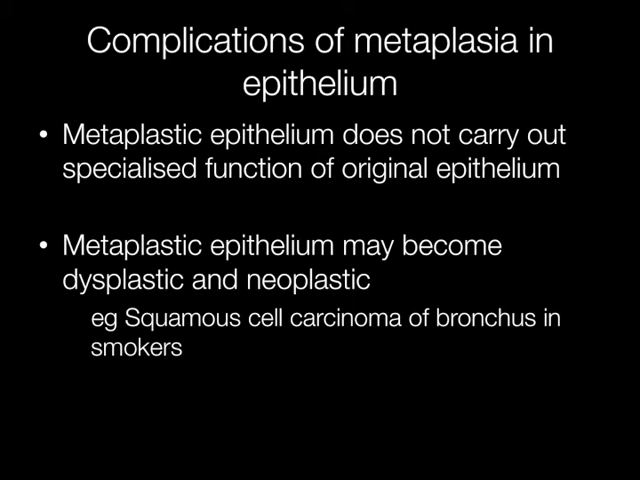 Complications of metaplasia in
epithelium
• Metaplastic epithelium does not carry out
specialised function of original epithelium
• Metaplastic epithelium may become
dysplastic and neoplastic
eg Squamous cell carcinoma of bronchus in
smokers